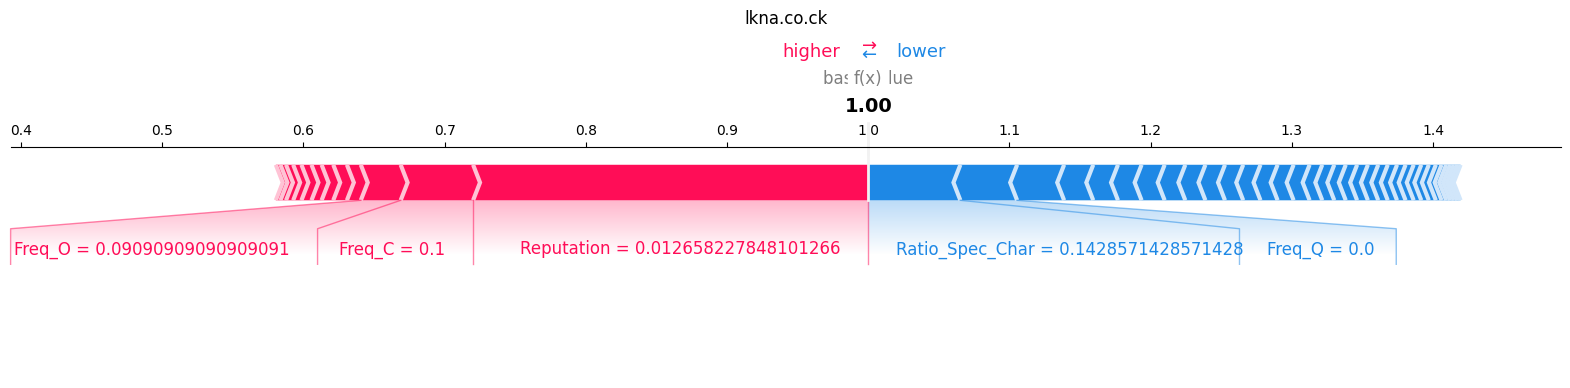 lkna.co.ck
higher ⇄ lower
bas f(x) lue
1.00
0.4 0.5 0.6 0.7 0.8 0.9 1.0 1.1 1.2 1.3 1.4
Freq_O = 0.09090909090909091 Freq_C = 0.1 Reputation = 0.012658227848101266 Ratio_Spec_Char = 0.1428571428571428 Freq_Q = 0.0